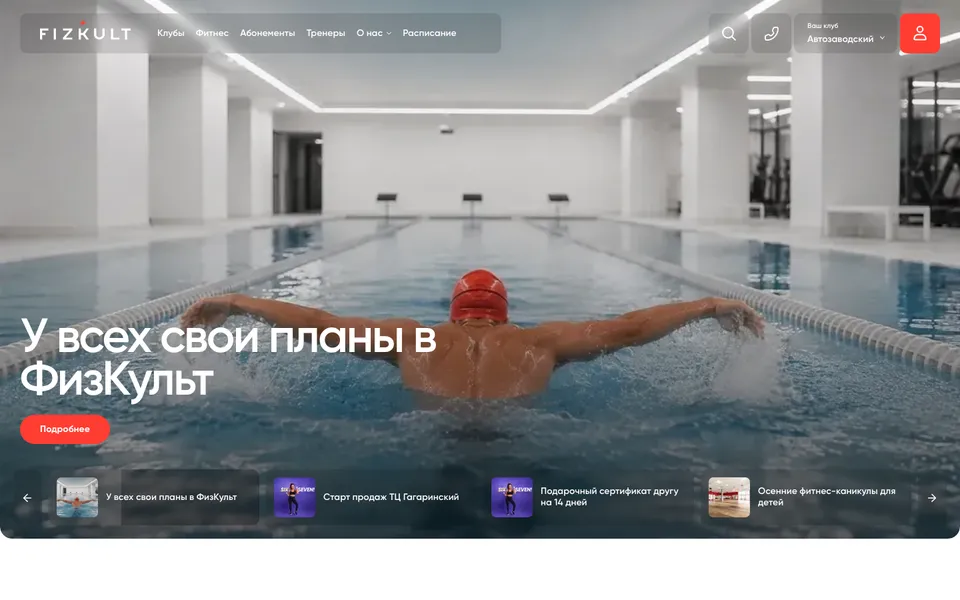 FIZKULT
Клубы Фитнес Абонементы Тренеры О нас Расписание
Ваш клуб
Автозаводский
У всех свои планы в
ФизКульт
Подробнее
У всех свои планы в ФизКульт
Старт продаж ТЦ Гагаринский
Подарочный сертификат другу
на 14 дней
Осенние фитнес-каникулы для
детей